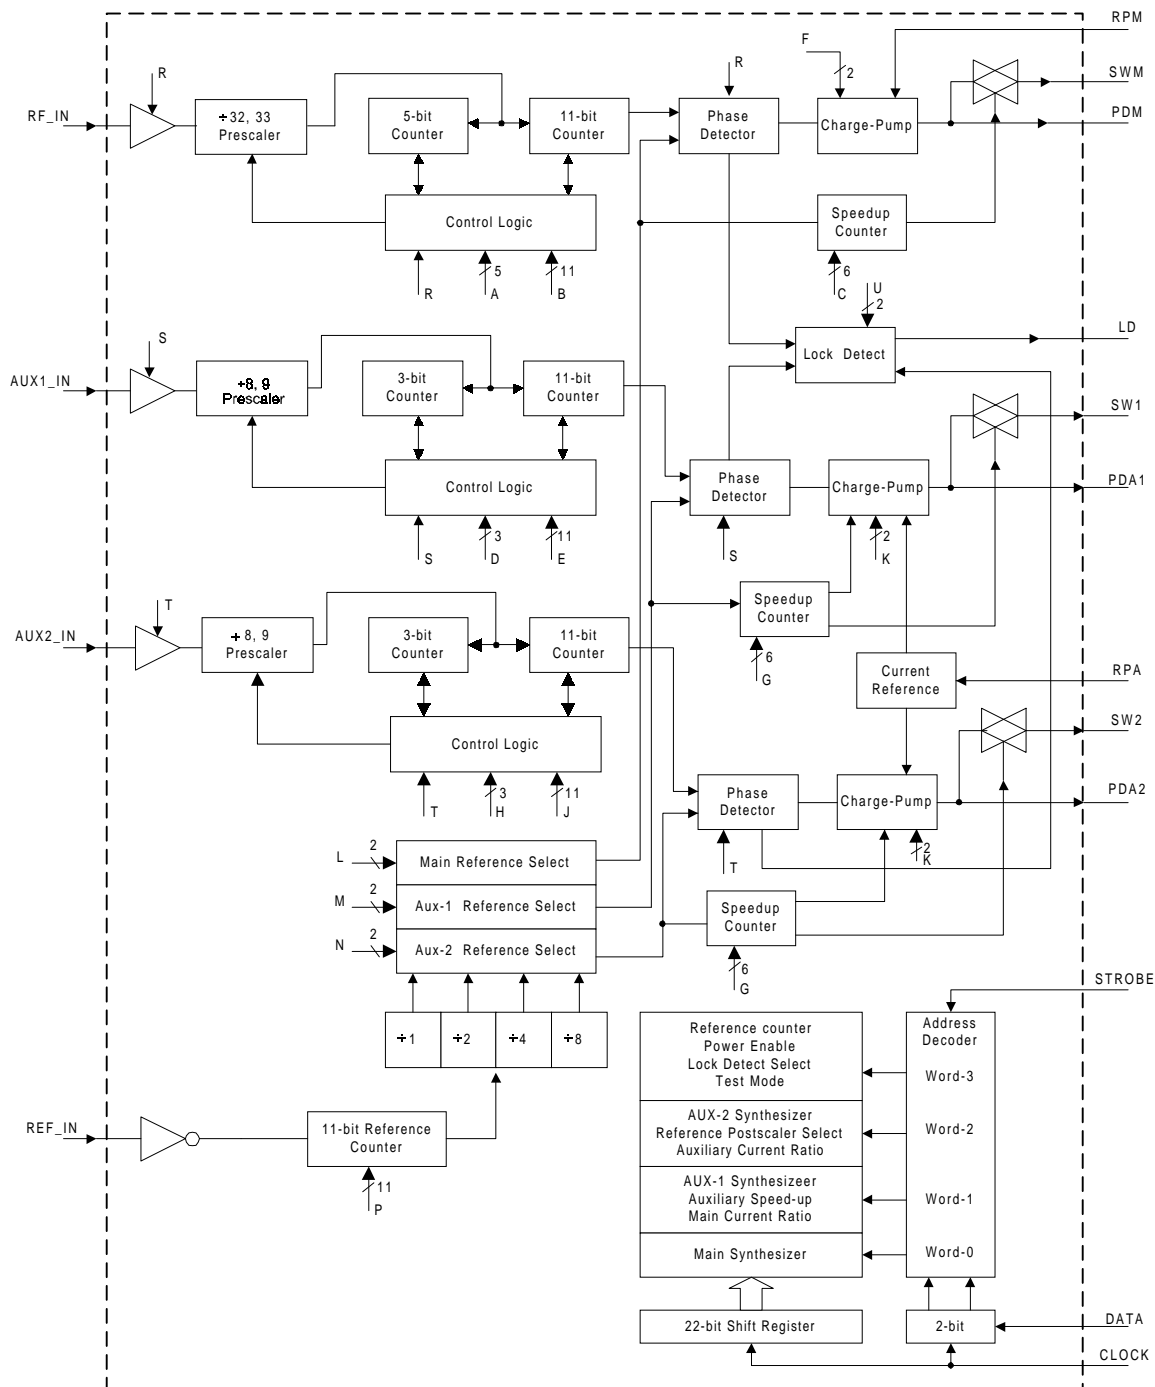 RPM
F
R
R
2
SWM
RF_IN
÷32, 33
Prescaler
5-bit
Counter
11-bit
Counter
Phase
Detector
Charge-Pump
PDM
Control Logic
Speedup
Counter
5
11
6
R
A
B
C
U
2
S
LD
Lock Detect
AUX1_IN
÷8, 9
Prescaler
3-bit
Counter
11-bit
Counter
SW1
Control Logic
Phase
Detector
Charge-Pump
PDA1
3
11
2
S
D
E
S
K
T
Speedup
Counter
AUX2_IN
÷ 8, 9
Prescaler
3-bit
Counter
11-bit
Counter
6
G
Current
Reference
RPA
SW2
Control Logic
Phase
Detector
Charge-Pump
PDA2
3
11
T
H
J
2
K
T
L
2
Main Reference Select
M
2
Aux-1 Reference Select
Speedup
Counter
N
2
Aux-2 Reference Select
6
G
STROBE
÷1
÷2
÷4
÷8
Reference counter
Power Enable
Lock Detect Select
Test Mode
Address
Decoder
Word-3
REF_IN
11-bit Reference
Counter
AUX-2 Synthesizer
Reference Postscaler Select
Auxiliary Current Ratio
Word-2
11
P
AUX-1 Synthesizeer
Auxiliary Speed-up
Main Current Ratio
Word-1
Main Synthesizer
Word-0
22-bit Shift Register
2-bit
DATA
CLOCK